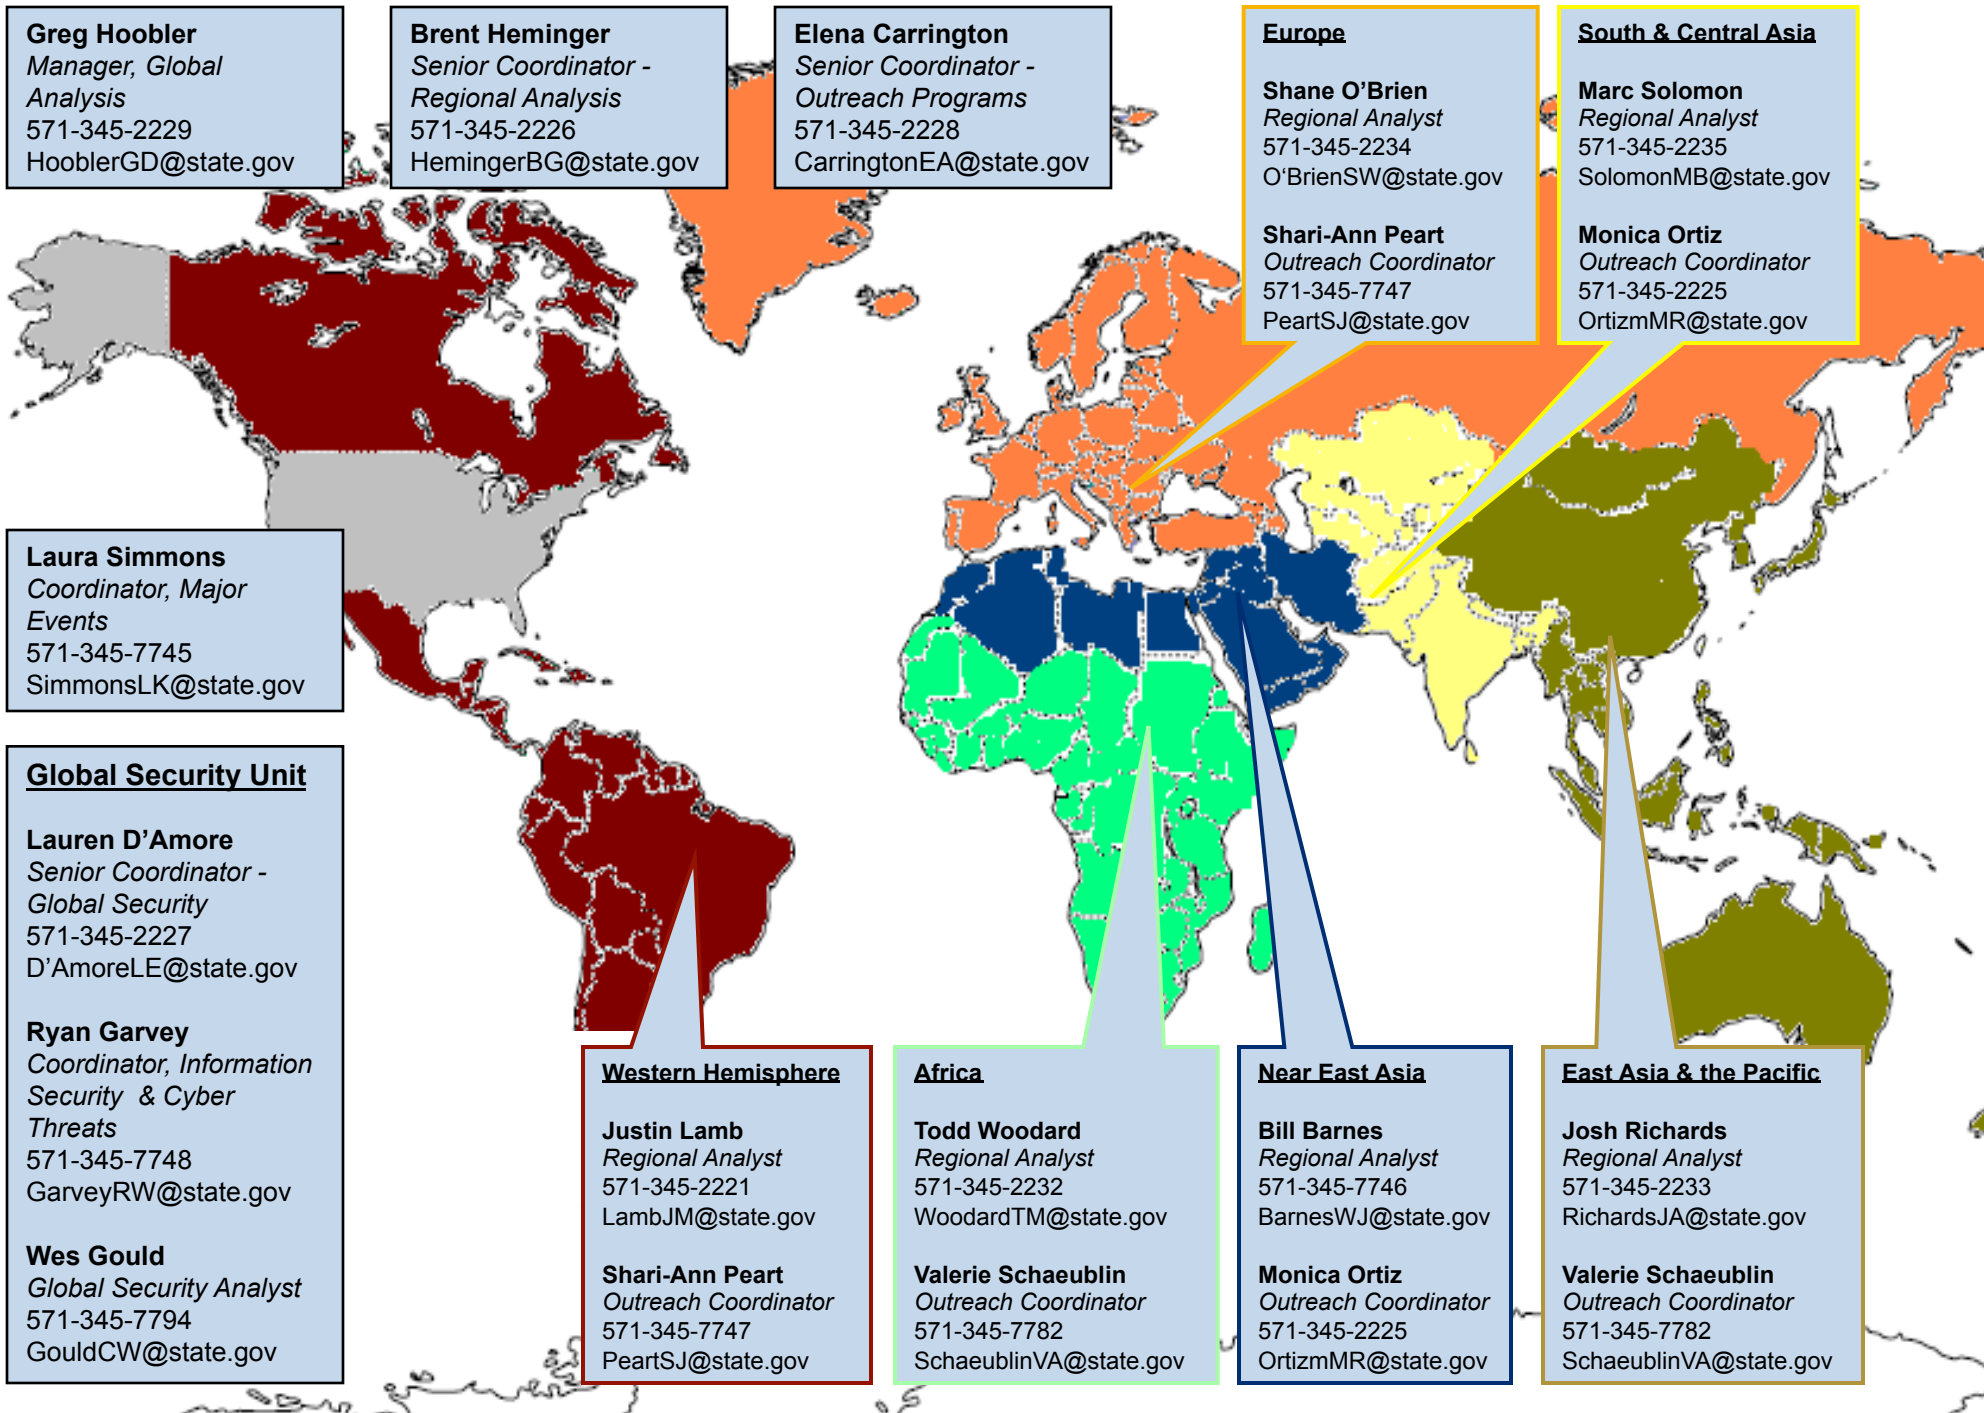 Greg Hoobler
Manager, Global
Analysis
571-345-2229
HooblerGD@state.gov
Brent Heminger
Senior Coordinator -
Regional Analysis
571-345-2226
HemingerBG@state.gov
Elena Carrington
Senior Coordinator -
Outreach Programs
571-345-2228
CarringtonEA@state.gov
Europe
Shane O’Brien
Regional Analyst
571-345-2234
O‘BrienSW@state.gov
Shari-Ann Peart
Outreach Coordinator
571-345-7747
PeartSJ@state.gov
South & Central Asia
Marc Solomon
Regional Analyst
571-345-2235
SolomonMB@state.gov
Monica Ortiz
Outreach Coordinator
571-345-2225
OrtizmMR@state.gov
Laura Simmons
Coordinator, Major
Events
571-345-7745
SimmonsLK@state.gov
Global Security Unit
Lauren D’Amore
Senior Coordinator -
Global Security
571-345-2227
D’AmoreLE@state.gov
Ryan Garvey
Coordinator, Information
Security & Cyber
Threats
571-345-7748
GarveyRW@state.gov
Wes Gould
Global Security Analyst
571-345-7794
GouldCW@state.gov
Western Hemisphere
Justin Lamb
Regional Analyst
571-345-2221
LambJM@state.gov
Shari-Ann Peart
Outreach Coordinator
571-345-7747
PeartSJ@state.gov
Africa
Todd Woodard
Regional Analyst
571-345-2232
WoodardTM@state.gov
Valerie Schaeublin
Outreach Coordinator
571-345-7782
SchaeublinVA@state.gov
Near East Asia
Bill Barnes
Regional Analyst
571-345-7746
BarnesWJ@state.gov
Monica Ortiz
Outreach Coordinator
571-345-2225
OrtizmMR@state.gov
East Asia & the Pacific
Josh Richards
Regional Analyst
571-345-2233
RichardsJA@state.gov
Valerie Schaeublin
Outreach Coordinator
571-345-7782
SchaeublinVA@state.gov